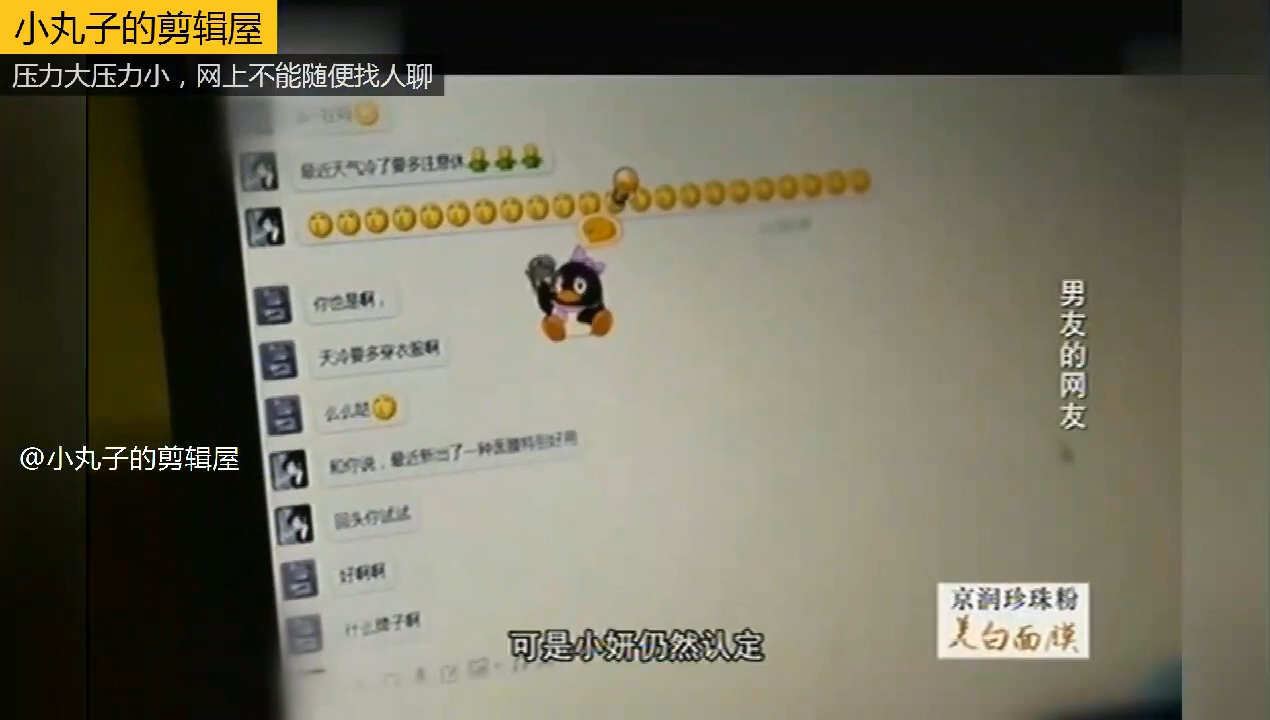 小丸子的剪辑屋
压力大压力小，网上不能随便找人聊
最近天气冷了要多注意休
你也是啊，
天冷要多穿衣服啊
么么哒
和你说，最近新出了一种面膜特别好用
回头你试试
好啊啊
什么牌子啊
男友的网友
@小丸子的剪辑屋
京润珍珠粉
美白面膜
可是小妍仍然认定